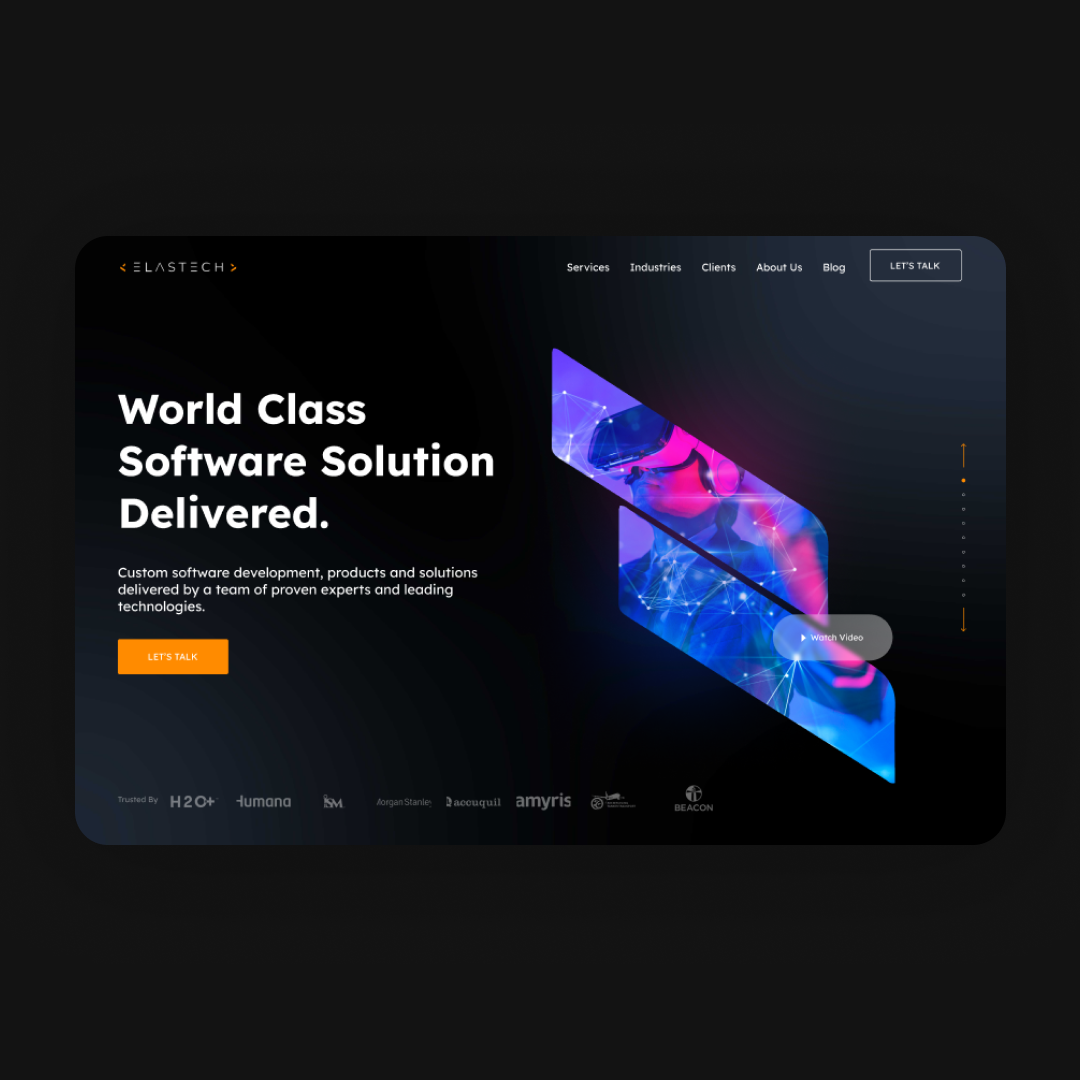 < ELASTECH >
Services Industries Clients About Us Blog LET'S TALK
World Class
Software Solution
Delivered.
Custom software development, products and solutions
delivered by a team of proven experts and leading
technologies.
LET'S TALK
Watch Video
Trusted By H2O+ Humana SM Morgan Stanley accuquil amyris
BEACON